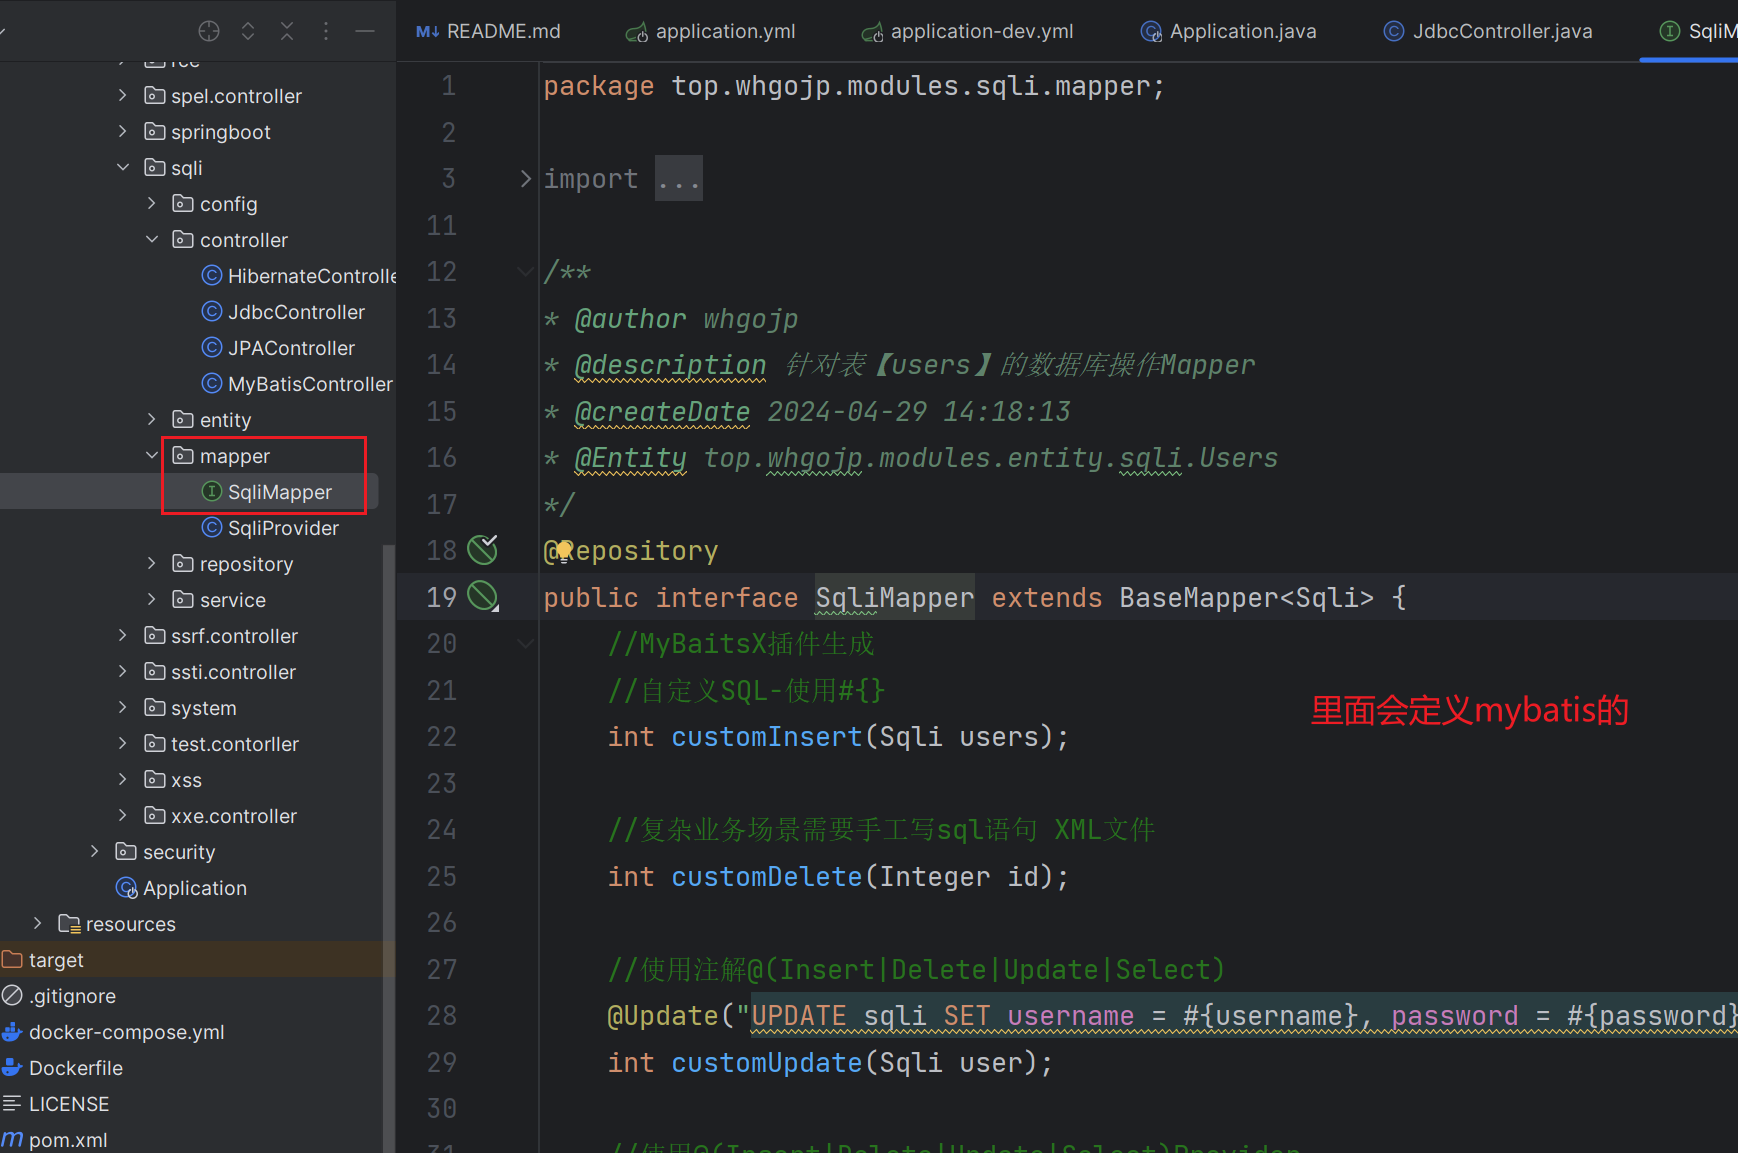 README.md
application.yml
application-dev.yml
Application.java
JdbcController.java
SqliM
rce
spel.controller
springboot
sqli
config
controller
HibernateControlle
JdbcController
JPAController
MyBatisController
entity
mapper
SqliMapper
SqliProvider
repository
service
ssrf.controller
ssti.controller
system
test.contorller
xss
xxe.controller
security
Application
resources
target
.gitignore
docker-compose.yml
Dockerfile
LICENSE
pom.xml
1 package top.whgojp.modules.sqli.mapper;
2
3 import ...
11
12 /**
13 * @author whgojp
14 * @description 针对表【users】的数据库操作Mapper
15 * @createDate 2024-04-29 14:18:13
16 * @Entity top.whgojp.modules.entity.sqli.Users
17 */
18 @Repository
19 public interface SqliMapper extends BaseMapper<Sqli> {
20 //MyBaitsX插件生成
21 //自定义SQL-使用#{}
22 int customInsert(Sqli users);
23
24 //复杂业务场景需要手工写sql语句 XML文件
25 int customDelete(Integer id);
26
27 //使用注解@(Insert|Delete|Update|Select)
28 @Update("UPDATE sqli SET username = #{username}, password = #{password}
29 int customUpdate(Sqli user);
30
31 //使用@(Insert|Delete|Update|Select)Provider
里面会定义mybatis的